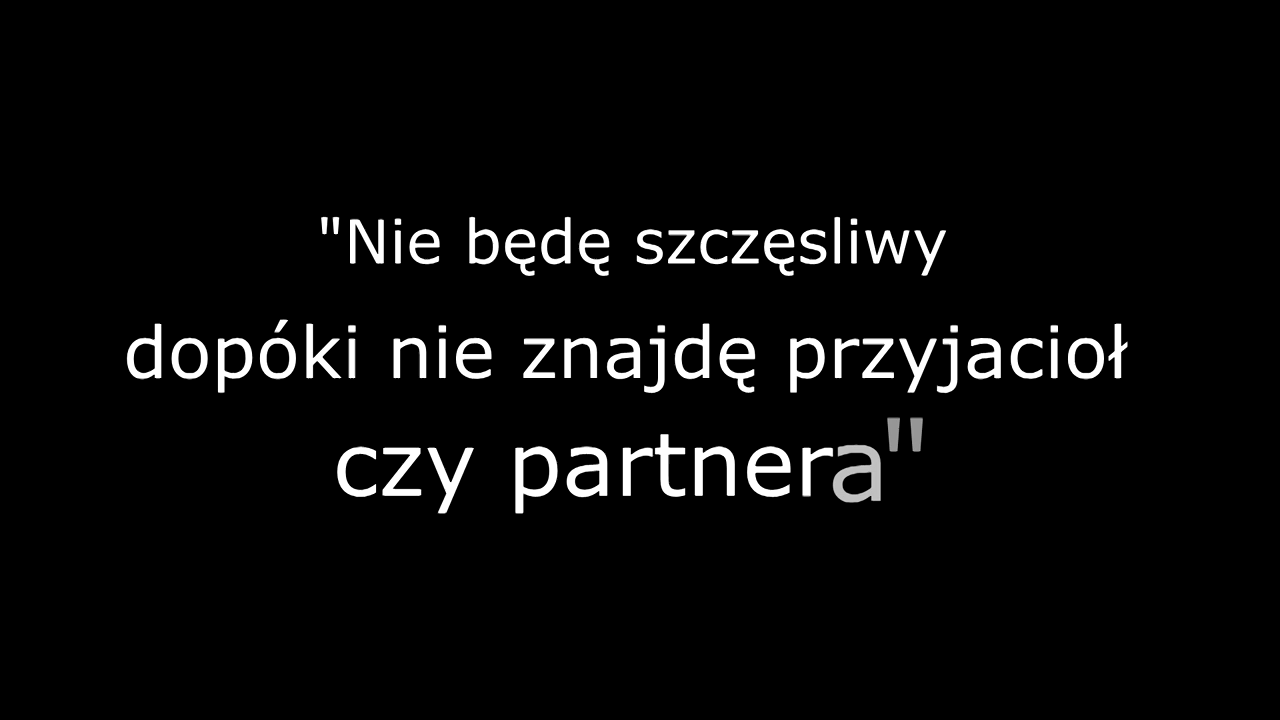 "Nie będę szczęsliwy
dopóki nie znajdę przyjacioł
czy partnera"